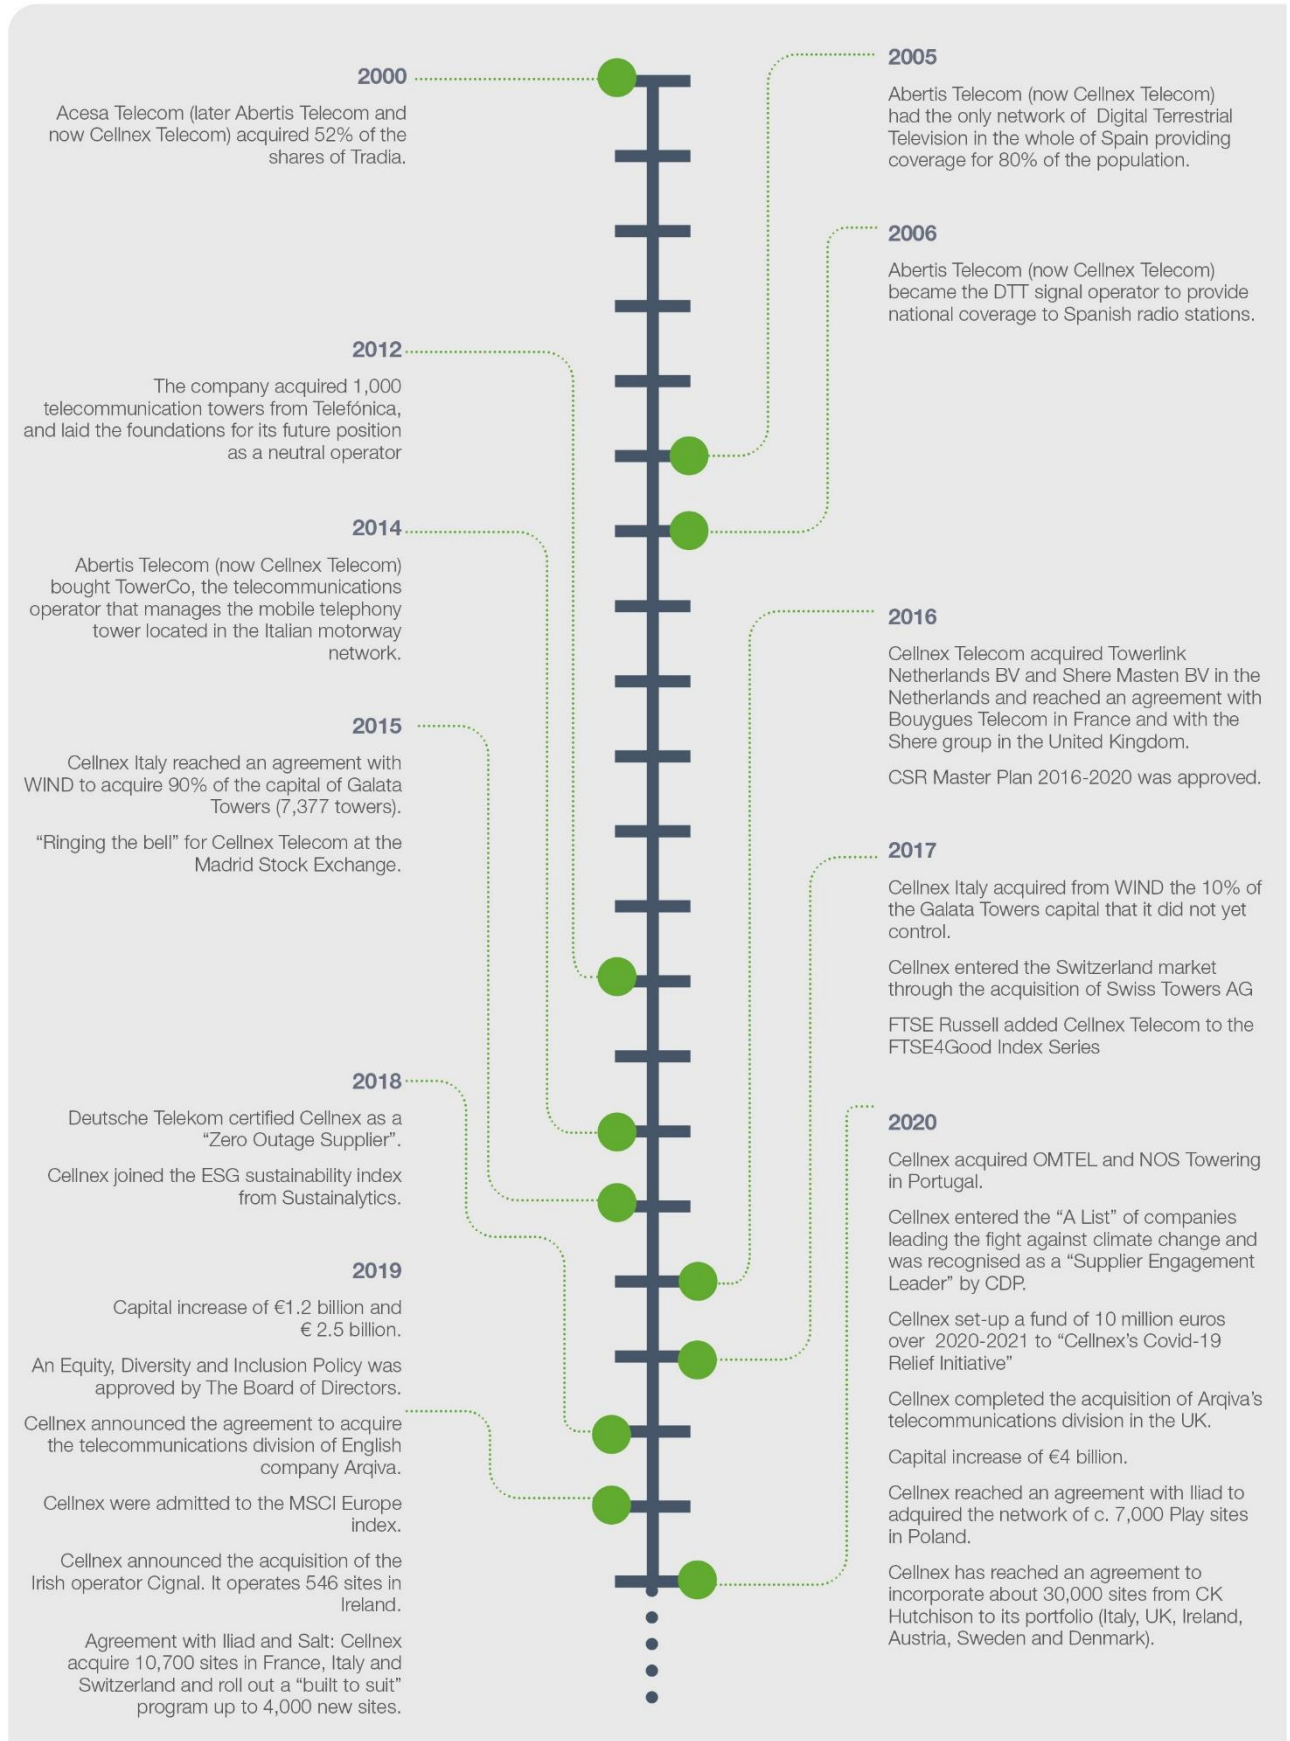 2000
Acesa Telecom (later Abertis Telecom and
now Cellnex Telecom) acquired 52% of the
shares of Tradia.
2005
Abertis Telecom (now Cellnex Telecom)
had the only network of Digital Terrestrial
Television in the whole of Spain providing
coverage for 80% of the population.
2006
Abertis Telecom (now Cellnex Telecom)
became the DTT signal operator to provide
national coverage to Spanish radio stations.
2012
The company acquired 1,000
telecommunication towers from Telefónica,
and laid the foundations for its future position
as a neutral operator
2014
Abertis Telecom (now Cellnex Telecom)
bought TowerCo, the telecommunications
operator that manages the mobile telephony
tower located in the Italian motorway
network.
2015
Cellnex Italy reached an agreement with
WIND to acquire 90% of the capital of Galata
Towers (7,377 towers).
“Ringing the bell” for Cellnex Telecom at the
Madrid Stock Exchange.
2016
Cellnex Telecom acquired Towerlink
Netherlands BV and Shere Masten BV in the
Netherlands and reached an agreement with
Bouygues Telecom in France and with the
Shere group in the United Kingdom.
CSR Master Plan 2016-2020 was approved.
2017
Cellnex Italy acquired from WIND the 10% of
the Galata Towers capital that it did not yet
control.
Cellnex entered the Switzerland market
through the acquisition of Swiss Towers AG
FTSE Russell added Cellnex Telecom to the
FTSE4Good Index Series
2018
Deutsche Telekom certified Cellnex as a
“Zero Outage Supplier”.
Cellnex joined the ESG sustainability index
from Sustainalytics.
2019
Capital increase of €1.2 billion and
€ 2.5 billion.
An Equity, Diversity and Inclusion Policy was
approved by The Board of Directors.
Cellnex announced the agreement to acquire
the telecommunications division of English
company Arqiva.
Cellnex were admitted to the MSCI Europe
index.
Cellnex announced the acquisition of the
Irish operator Cignal. It operates 546 sites in
Ireland.
Agreement with Iliad and Salt: Cellnex
acquire 10,700 sites in France, Italy and
Switzerland and roll out a “built to suit”
program up to 4,000 new sites.
2020
Cellnex acquired OMTEL and NOS Towering
in Portugal.
Cellnex entered the “A List” of companies
leading the fight against climate change and
was recognised as a “Supplier Engagement
Leader” by CDP.
Cellnex set-up a fund of 10 million euros
over 2020-2021 to “Cellnex’s Covid-19
Relief Initiative”
Cellnex completed the acquisition of Arqiva’s
telecommunications division in the UK.
Capital increase of €4 billion.
Cellnex reached an agreement with Iliad to
adquired the network of c. 7,000 Play sites
in Poland.
Cellnex has reached an agreement to
incorporate about 30,000 sites from CK
Hutchison to its portfolio (Italy, UK, Ireland,
Austria, Sweden and Denmark).